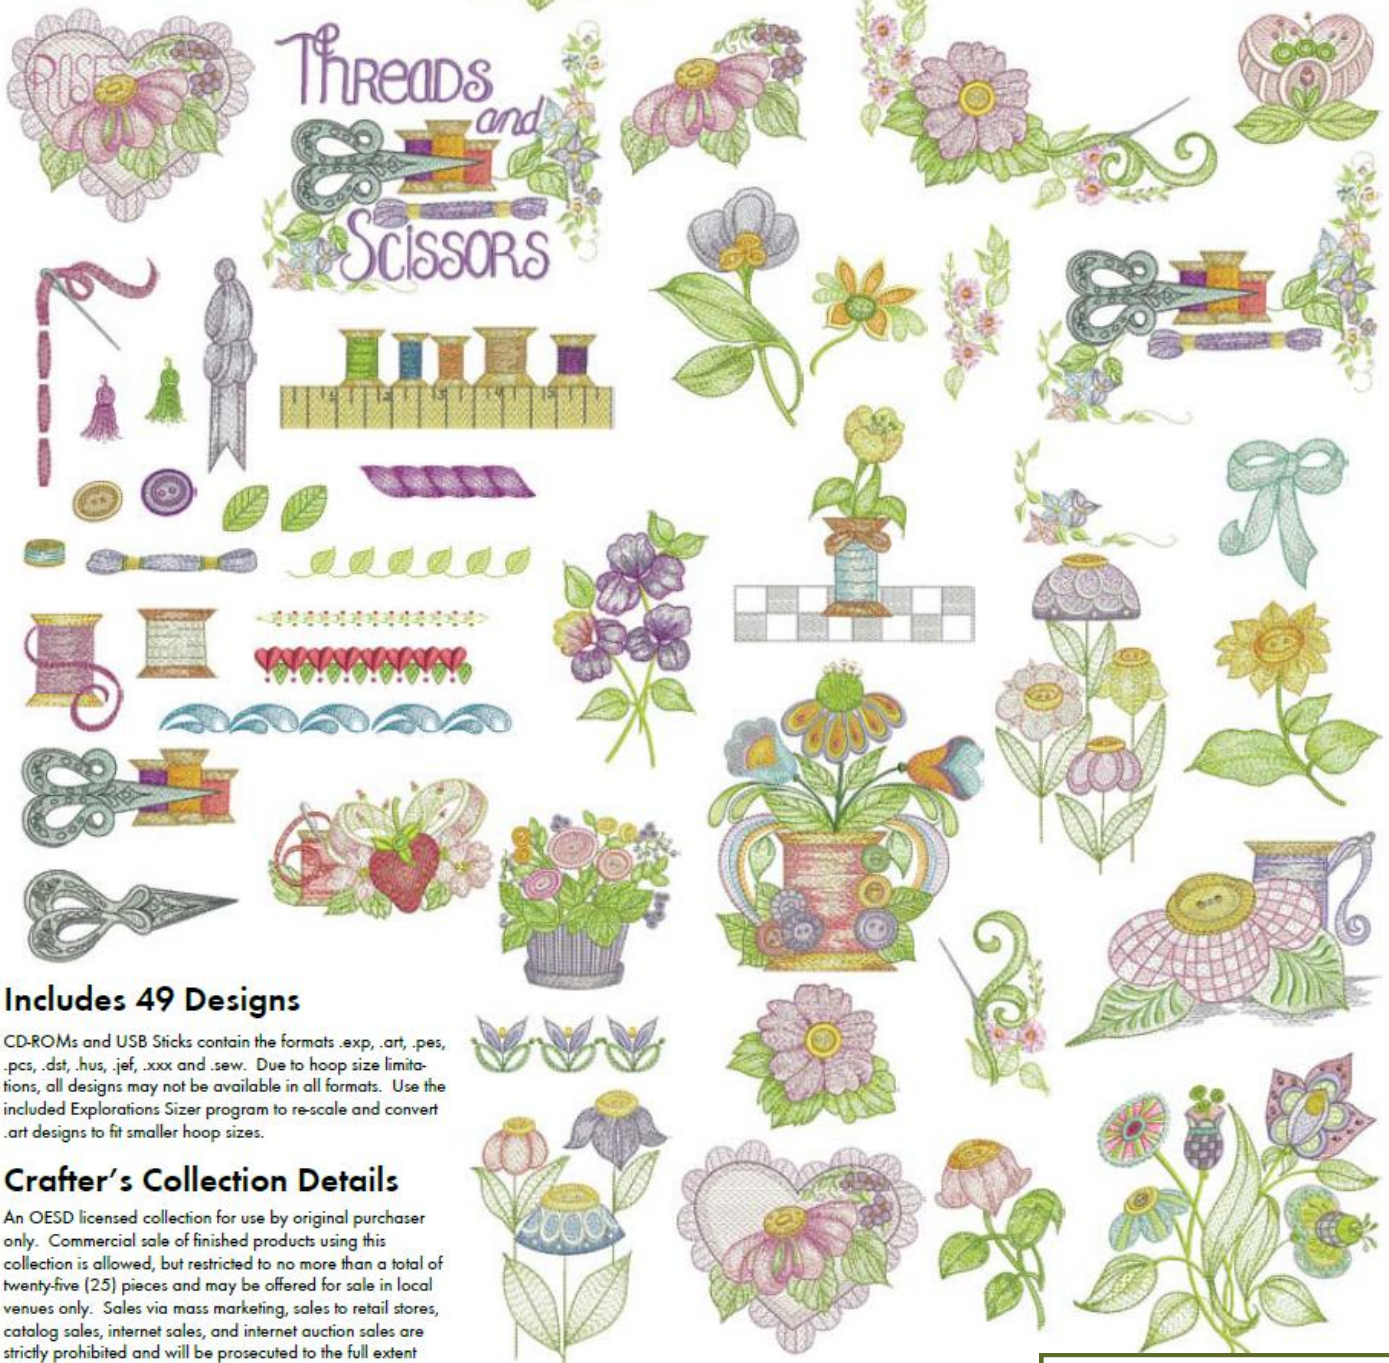 ROSES
Threads
and
Scissors
Includes 49 Designs
CD-ROMs and USB Sticks contain the formats .exp, .art, .pes,
.pcs, .dst, .hus, .jef, .xxx and .sew.  Due to hoop size limita-
tions, all designs may not be available in all formats.  Use the
included Explorations Sizer program to re-scale and convert
.art designs to fit smaller hoop sizes.
Crafter's Collection Details
An OESD licensed collection for use by original purchaser
only.  Commercial sale of finished products using this
collection is allowed, but restricted to no more than a total of
twenty-five (25) pieces and may be offered for sale in local
venues only.  Sales via mass marketing, sales to retail stores,
catalog sales, internet sales, and internet auction sales are
strictly prohibited and will be prosecuted to the full extent